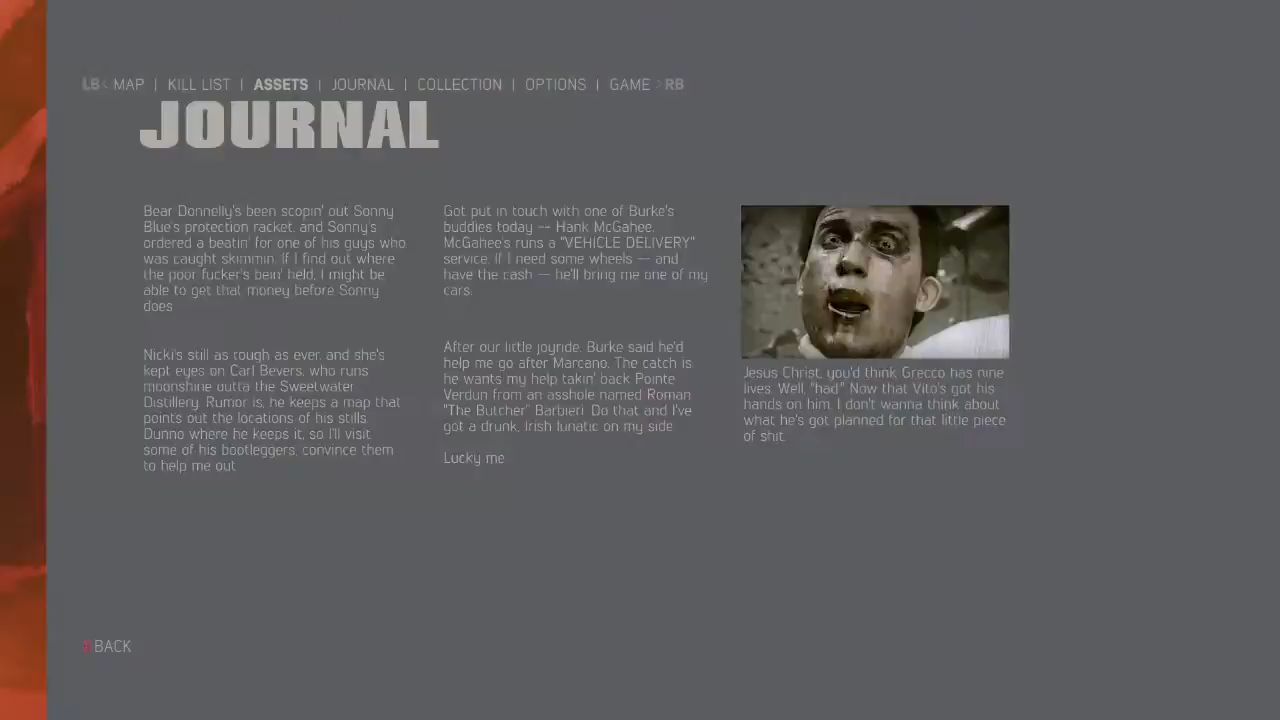 LB< MAP | KILL LIST | ASSETS | JOURNAL | COLLECTION | OPTIONS | GAME >RB
JOURNAL
Bear Donnelly's been scopin' out Sonny
Blue's protection racket, and Sonny's
ordered a beatin' for one of his guys who
was caught skimmin'. If I find out where
the poor fucker's bein' held, I might be
able to get that money before Sonny
does
Nicki's still as tough as ever, and she's
kept eyes on Carl Bevers, who runs
moonshine outta the Sweetwater
Distillery. Rumor is, he keeps a map that
points out the locations of his stills.
Dunno where he keeps it, so I'll visit
some of his bootleggers, convince them
to help me out
Got put in touch with one of Burke's
buddies today -- Hank McGahee.
McGahee's runs a "VEHICLE DELIVERY"
service. If I need some wheels — and
have the cash — he'll bring me one of my
cars.
After our little joyride, Burke said he'd
help me go after Marcano. The catch is
he wants my help takin' back Pointe
Verdun from an asshole named Roman
"The Butcher" Barbieri. Do that and I've
got a drunk, Irish lunatic on my side
Lucky me
Jesus Christ, you'd think Grecco has nine
lives. Well, "had." Now that Vito's got his
hands on him, I don't wanna think about
what he's got planned for that little piece
of shit.
BACK